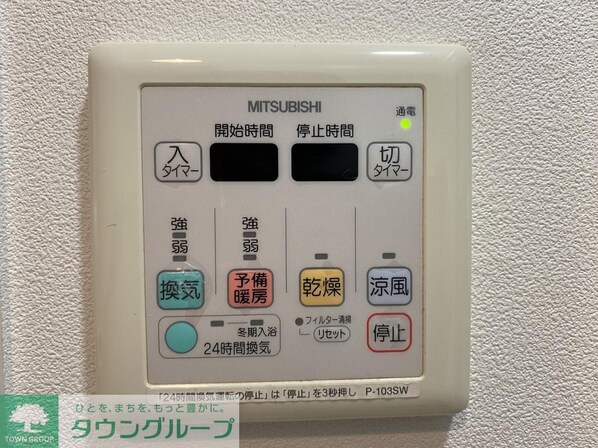 MITSUBISHI
通電
開始時間 停止時間
入
タイマー
切
タイマー
強 強
弱 弱
換気 予備
暖房 乾燥 涼風
冬期入浴
24時間換気
フィルター清掃
リセット
停止
「24時間換気運転の停止」は「停止」を3秒押し P-103SW
ひとを、まちを、もっと豊かに。
タウングループ
TOWN GROUP